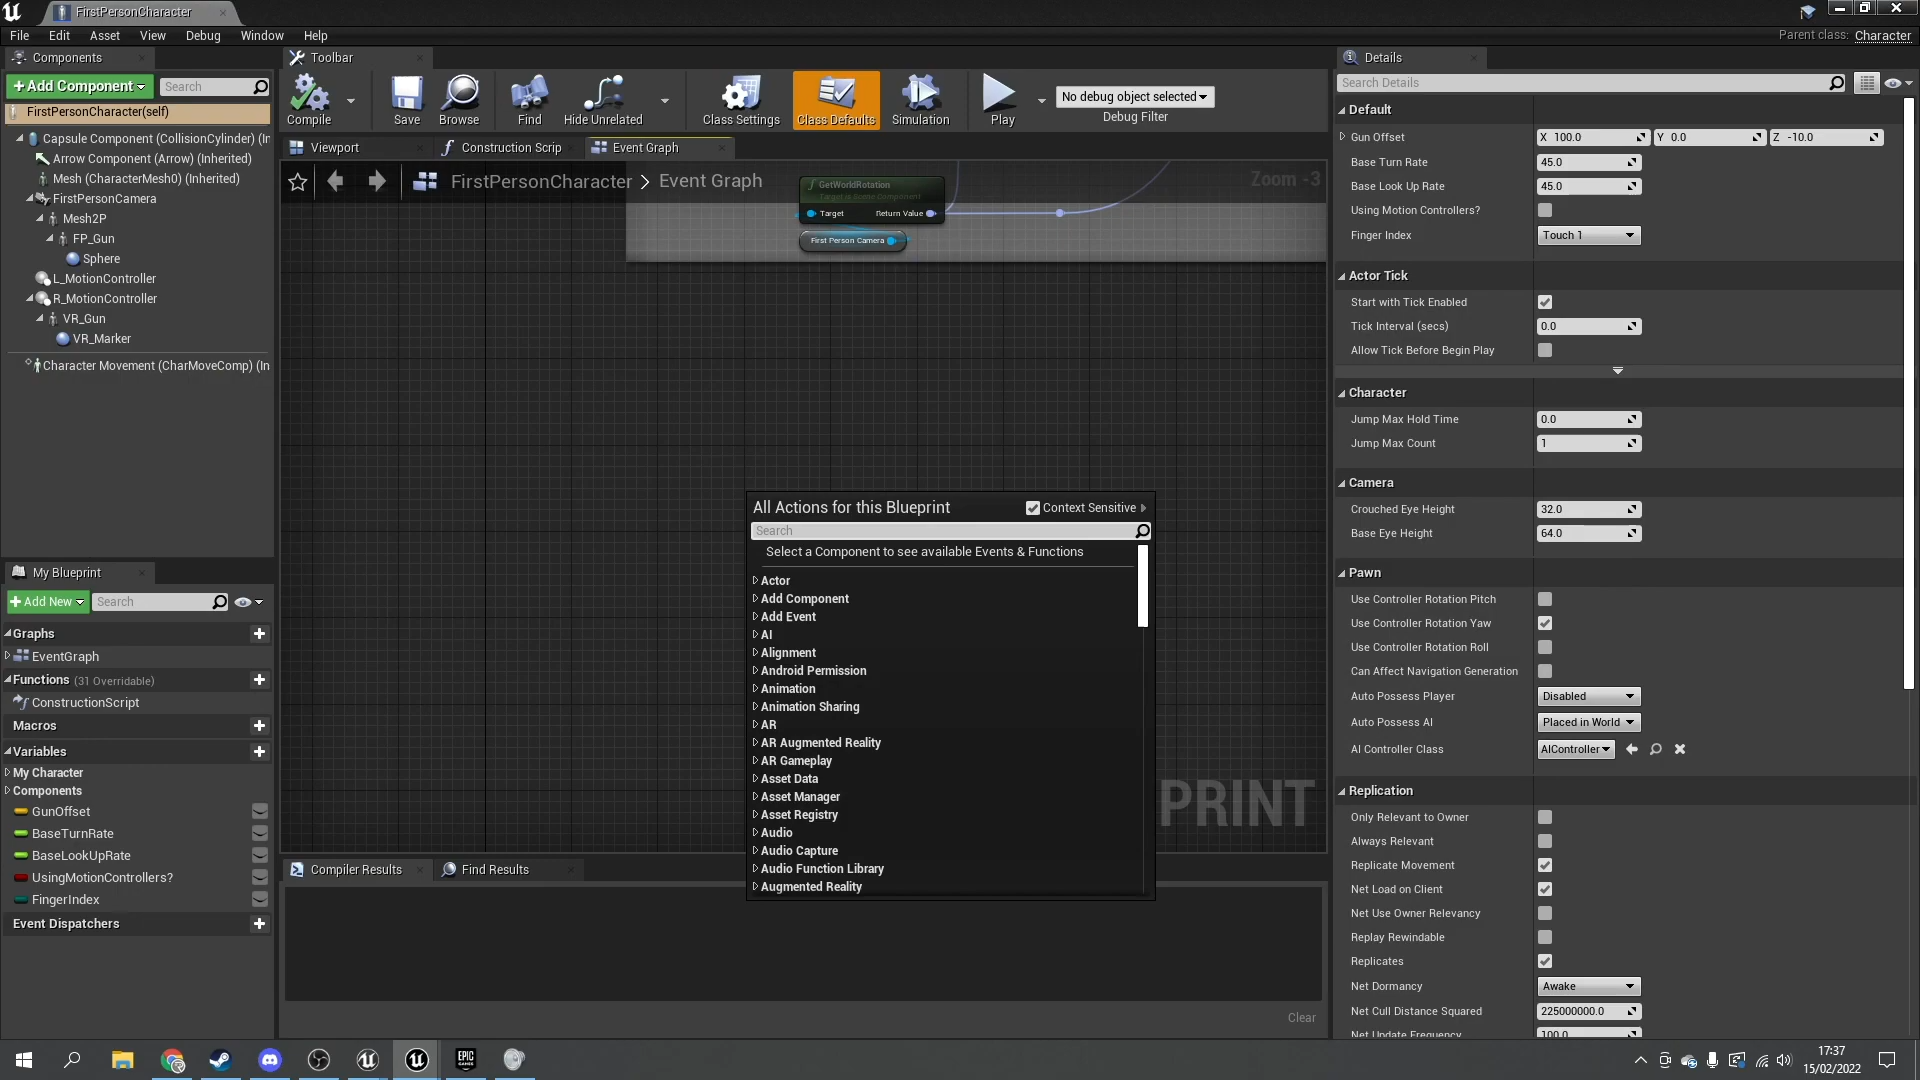 FirstPersonCharacter
File Edit Asset View Debug Window Help
Parent class: Character
Components
+ Add Component
Search
FirstPersonCharacter(self)
Capsule Component (CollisionCylinder) (In
Arrow Component (Arrow) (Inherited)
Mesh (CharacterMesh0) (Inherited)
FirstPersonCamera
Mesh2P
FP_Gun
Sphere
L_MotionController
R_MotionController
VR_Gun
VR_Marker
Character Movement (CharMoveComp) (In
My Blueprint
+ Add New
Search
Graphs
EventGraph
Functions (31 Overridable)
ConstructionScript
Macros
Variables
My Character
Components
GunOffset
BaseTurnRate
BaseLookUpRate
UsingMotionControllers?
FingerIndex
Event Dispatchers
Toolbar
Compile Save Browse Find Hide Unrelated Class Settings Class Defaults Simulation Play
No debug object selected
Debug Filter
Viewport Construction Scrip Event Graph
FirstPersonCharacter > Event Graph
Zoom -3
GetWorldRotation
Target is Scene Component
Target Return Value
First Person Camera
All Actions for this Blueprint Context Sensitive
Search
Select a Component to see available Events & Functions
Actor
Add Component
Add Event
AI
Alignment
Android Permission
Animation
Animation Sharing
AR
AR Augmented Reality
AR Gameplay
Asset Data
Asset Manager
Asset Registry
Audio
Audio Capture
Audio Function Library
Augmented Reality
PRINT
Compiler Results Find Results
Clear
Details
Search Details
Default
Gun Offset X 100.0 Y 0.0 Z -10.0
Base Turn Rate 45.0
Base Look Up Rate 45.0
Using Motion Controllers?
Finger Index Touch 1
Actor Tick
Start with Tick Enabled
Tick Interval (secs) 0.0
Allow Tick Before Begin Play
Character
Jump Max Hold Time 0.0
Jump Max Count 1
Camera
Crouched Eye Height 32.0
Base Eye Height 64.0
Pawn
Use Controller Rotation Pitch
Use Controller Rotation Yaw
Use Controller Rotation Roll
Can Affect Navigation Generation
Auto Possess Player Disabled
Auto Possess AI Placed in World
AI Controller Class AIController
Replication
Only Relevant to Owner
Always Relevant
Replicate Movement
Net Load on Client
Net Use Owner Relevancy
Replay Rewindable
Replicates
Net Dormancy Awake
Net Cull Distance Squared 225000000.0
Net Update Frequency 100.0
EPIC GAMES
17:37
15/02/2022